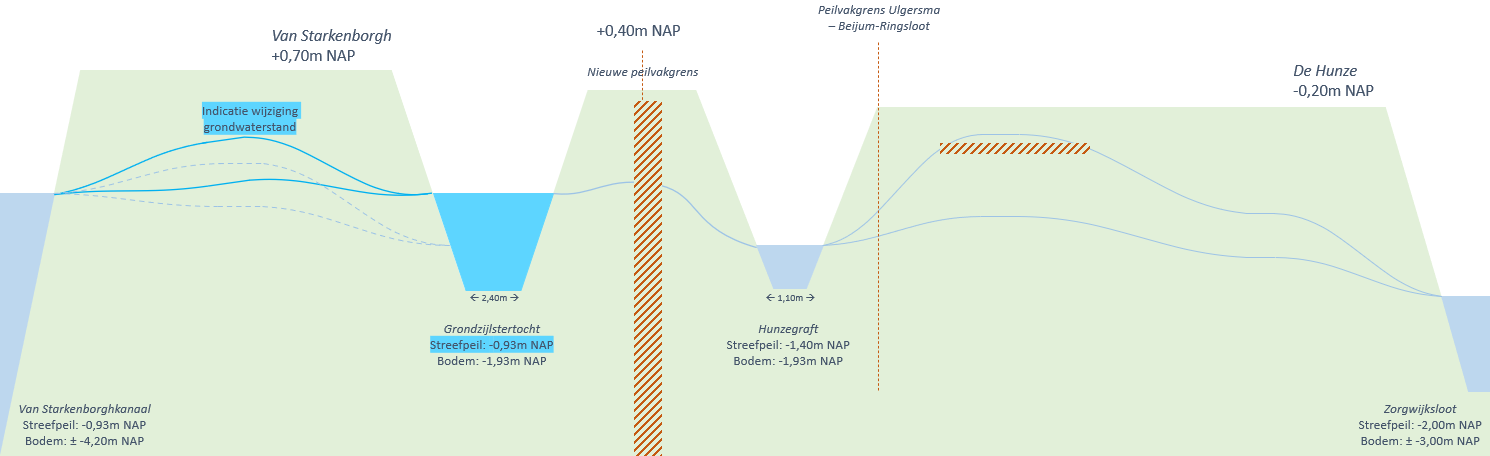 Van Starkenborgh
+0,70m NAP
Indicatie wijziging
grondwaterstand
+0,40m NAP
Nieuwe peilvakgrens
Peilvakgrens Ulgersma
– Beijum-Ringsloot
De Hunze
-0,20m NAP
← 2,40m →
Grondzijlstertocht
Streefpeil: -0,93m NAP
Bodem: -1,93m NAP
← 1,10m →
Hunzegraft
Streefpeil: -1,40m NAP
Bodem: -1,93m NAP
Van Starkenborghkanaal
Streefpeil: -0,93m NAP
Bodem: ± -4,20m NAP
Zorgwijksloot
Streefpeil: -2,00m NAP
Bodem: ± -3,00m NAP